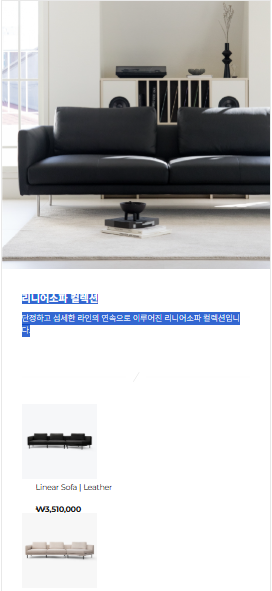 리니어소파 컬렉션
단정하고 섬세한 라인의 연속으로 이루어진 리니어소파 컬렉션입니
다.
Linear Sofa | Leather
₩3,510,000